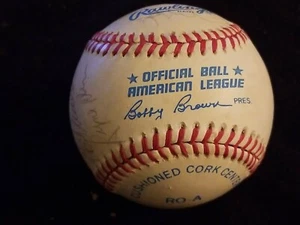 Rawlings
OFFICIAL BALL
AMERICAN LEAGUE
Bobby Brown PRES.
CUSHIONED CORK CENTER
RO-A